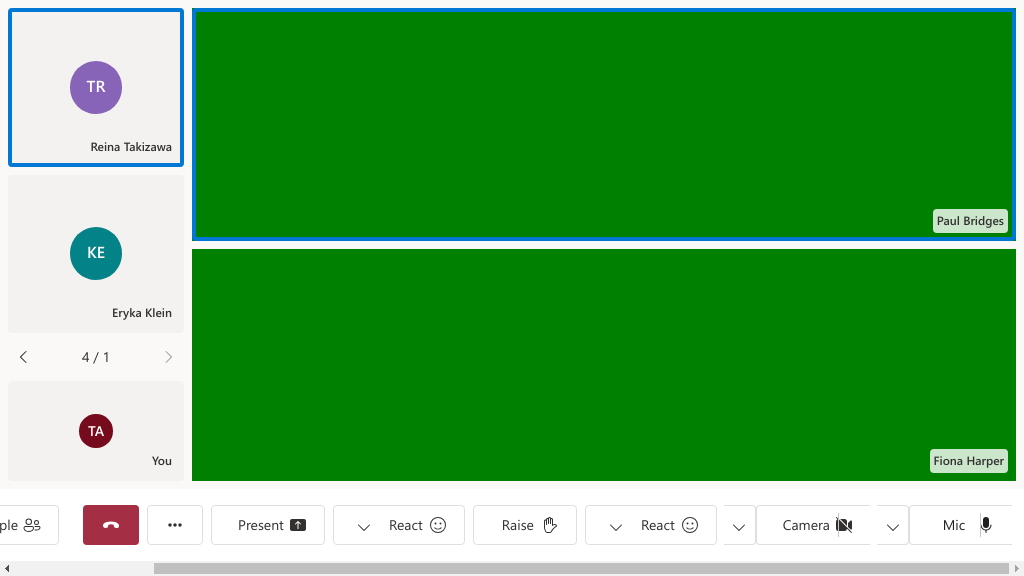 TR
Reina Takizawa
KE
Eryka Klein
4 / 1
TA
You
Paul Bridges
Fiona Harper
ple
Present
React
Raise
React
Camera
Mic